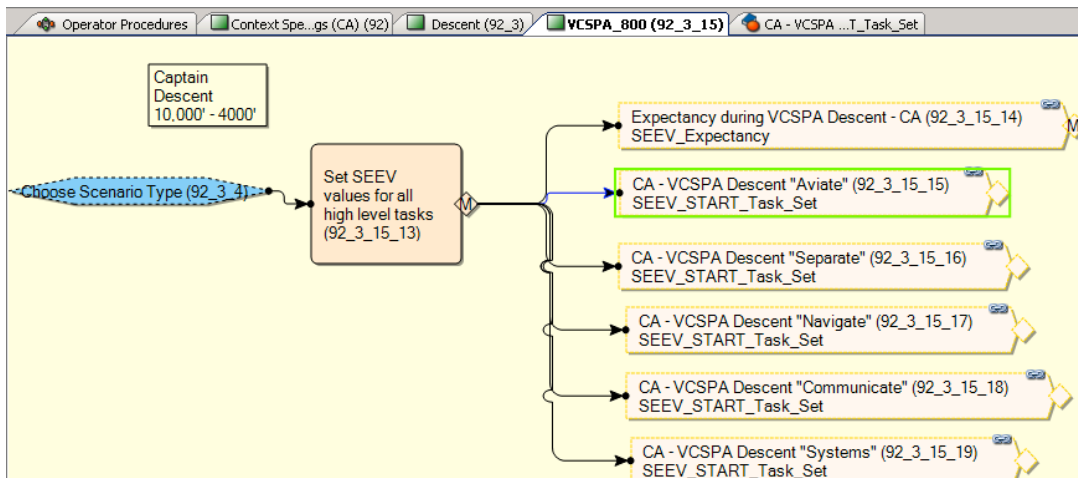 Operator Procedures
Context Spe...gs (CA) (92)
Descent (92_3)
VCSPA_800 (92_3_15)
CA - VCSPA ...T_Task_Set
Captain
Descent
10,000' - 4000'
Choose Scenario Type (92_3_4)
Set SEEV
values for all
high level tasks
(92_3_15_13)
M
Expectancy during VCSPA Descent - CA (92_3_15_14)
SEEV_Expectancy
M
CA - VCSPA Descent "Aviate" (92_3_15_15)
SEEV_START_Task_Set
CA - VCSPA Descent "Separate" (92_3_15_16)
SEEV_START_Task_Set
CA - VCSPA Descent "Navigate" (92_3_15_17)
SEEV_START_Task_Set
CA - VCSPA Descent "Communicate" (92_3_15_18)
SEEV_START_Task_Set
CA - VCSPA Descent "Systems" (92_3_15_19)
SEEV_START_Task_Set